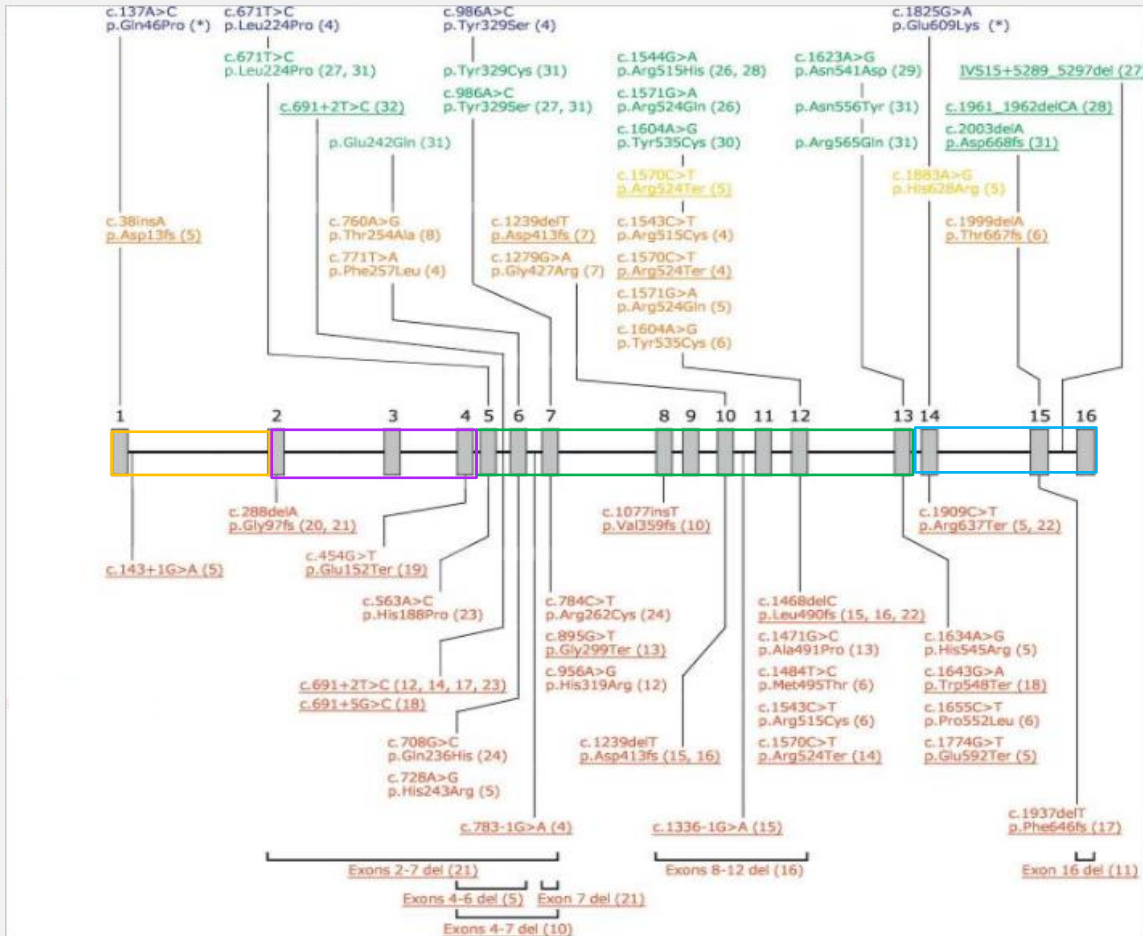 c.137A>C
p.Gln46Pro (*)
c.671T>C
p.Leu224Pro (4)
c.986A>C
p.Tyr329Ser (4)
c.1825G>A
p.Glu609Lys (*)
c.671T>C
p.Leu224Pro (27, 31)
c.691+2T>C (32)
p.Glu242Gln (31)
p.Tyr329Cys (31)
c.986A>C
p.Tyr329Ser (27, 31)
c.1544G>A
p.Arg515His (26, 28)
c.1571G>A
p.Arg524Gln (26)
c.1604A>G
p.Tyr535Cys (30)
c.1623A>G
p.Asn541Asp (29)
p.Asn556Tyr (31)
p.Arg565Gln (31)
IVS15+5289_5297del (27
c.1961_1962delCA (28)
c.2003delA
p.Asp668fs (31)
c.1570C>T
p.Arg524Ter (5)
c.1883A>G
p.His628Arg (5)
c.38insA
p.Asp13fs (5)
c.760A>G
p.Thr254Ala (8)
c.771T>A
p.Phe257Leu (4)
c.1239delT
p.Asp413fs (7)
c.1279G>A
p.Gly427Arg (7)
c.1543C>T
p.Arg515Cys (4)
c.1570C>T
p.Arg524Ter (4)
c.1571G>A
p.Arg524Gln (5)
c.1604A>G
p.Tyr535Cys (6)
c.1999delA
p.Thr667fs (6)
1 2 3 4 5 6 7 8 9 10 11 12 13 14 15 16
c.143+1G>A (5)
c.288delA
p.Gly97fs (20, 21)
c.454G>T
p.Glu152Ter (19)
c.563A>C
p.His188Pro (23)
c.691+2T>C (12, 14, 17, 23)
c.691+5G>C (18)
c.708G>C
p.Gln236His (24)
c.728A>G
p.His243Arg (5)
c.783-1G>A (4)
c.784C>T
p.Arg262Cys (24)
c.895G>T
p.Gly299Ter (13)
c.956A>G
p.His319Arg (12)
c.1077insT
p.Val359fs (10)
c.1239delT
p.Asp413fs (15, 16)
c.1336-1G>A (15)
c.1468delC
p.Leu490fs (15, 16, 22)
c.1471G>C
p.Ala491Pro (13)
c.1484T>C
p.Met495Thr (6)
c.1543C>T
p.Arg515Cys (6)
c.1570C>T
p.Arg524Ter (14)
c.1909C>T
p.Arg637Ter (5, 22)
c.1634A>G
p.His545Arg (5)
c.1643G>A
p.Trp548Ter (18)
c.1655C>T
p.Pro552Leu (6)
c.1774G>T
p.Glu592Ter (5)
c.1937delT
p.Phe646fs (17)
Exons 2-7 del (21)
Exons 8-12 del (16)
Exon 16 del (11)
Exons 4-6 del (5)
Exon 7 del (21)
Exons 4-7 del (10)